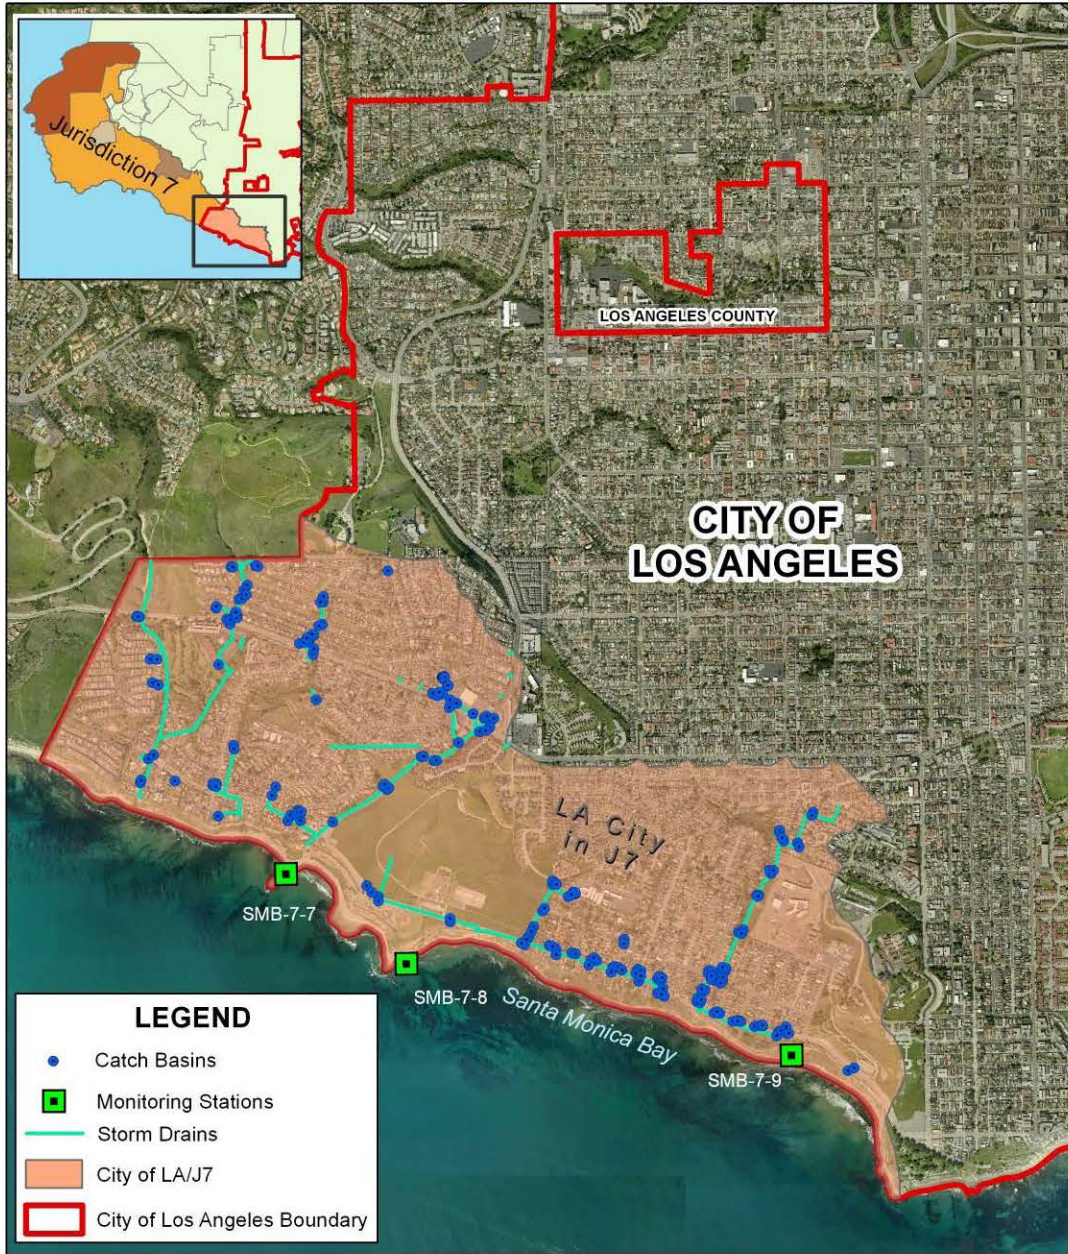 Jurisdiction 7
LOS ANGELES COUNTY
CITY OF
LOS ANGELES
LA City
in J7
SMB-7-7
SMB-7-8
Santa Monica Bay
SMB-7-9
LEGEND
Catch Basins
Monitoring Stations
Storm Drains
City of LA/J7
City of Los Angeles Boundary